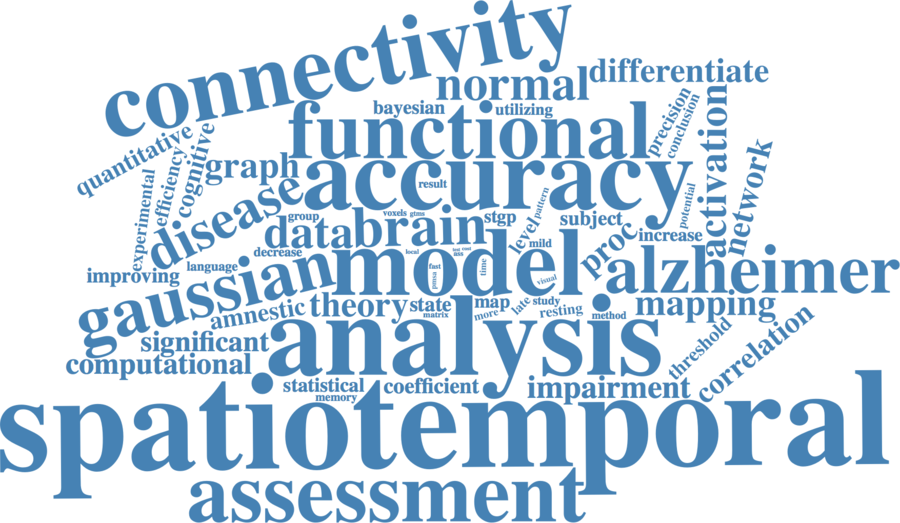 connectivity
normal
differentiate
bayesian
utilizing
precision
conclusion
functional
activation
quantitative
cognitive
efficiency
experimental
graph
accuracy
result
network
disease
potential
pattern
group
voxels
gtms
stgp
subject
data
brain
level
mild
proc
increase
decrease
local
language
improving
model
fast
time
visual
alzheimer
gaussian
amnestic
theory
state
matrix
map
more
late
study
resting
method
mapping
significant
analysis
computational
threshold
correlation
statistical
memory
coefficient
impairment
spatiotemporal
assessment